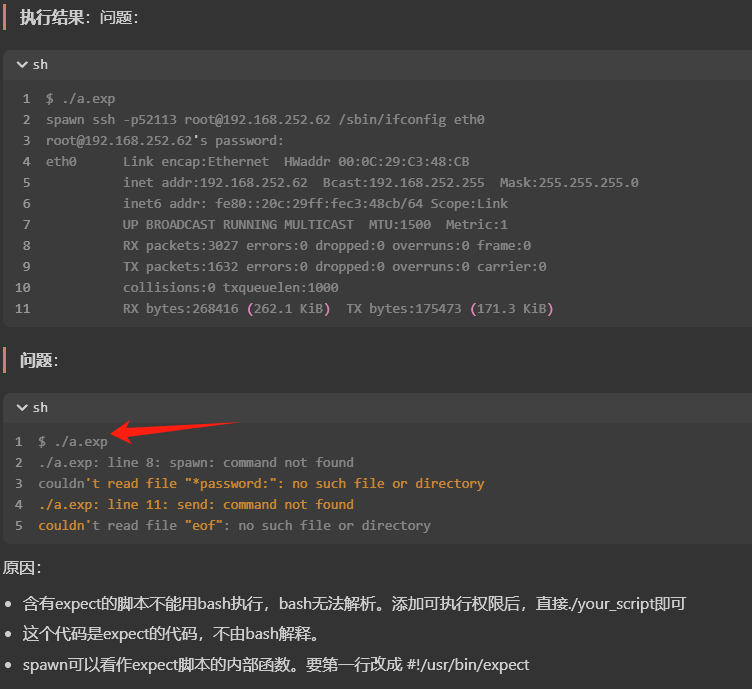 执行结果：问题：
sh
1 $ ./a.exp
2 spawn ssh -p52113 root@192.168.252.62 /sbin/ifconfig eth0
3 root@192.168.252.62's password:
4 eth0      Link encap:Ethernet  HWaddr 00:0C:29:C3:48:CB
5           inet addr:192.168.252.62  Bcast:192.168.252.255  Mask:255.255.255.0
6           inet6 addr: fe80::20c:29ff:fec3:48cb/64 Scope:Link
7           UP BROADCAST RUNNING MULTICAST  MTU:1500  Metric:1
8           RX packets:3027 errors:0 dropped:0 overruns:0 frame:0
9           TX packets:1632 errors:0 dropped:0 overruns:0 carrier:0
10          collisions:0 txqueuelen:1000
11          RX bytes:268416 (262.1 KiB)  TX bytes:175473 (171.3 KiB)
问题：
sh
1 $ ./a.exp
2 ./a.exp: line 8: spawn: command not found
3 couldn't read file "*password:": no such file or directory
4 ./a.exp: line 11: send: command not found
5 couldn't read file "eof": no such file or directory
原因：
含有expect的脚本不能用bash执行，bash无法解析。添加可执行权限后，直接./your_script即可
这个代码是expect的代码，不由bash解释。
spawn可以看作expect脚本的内部函数。要第一行改成 #!/usr/bin/expect